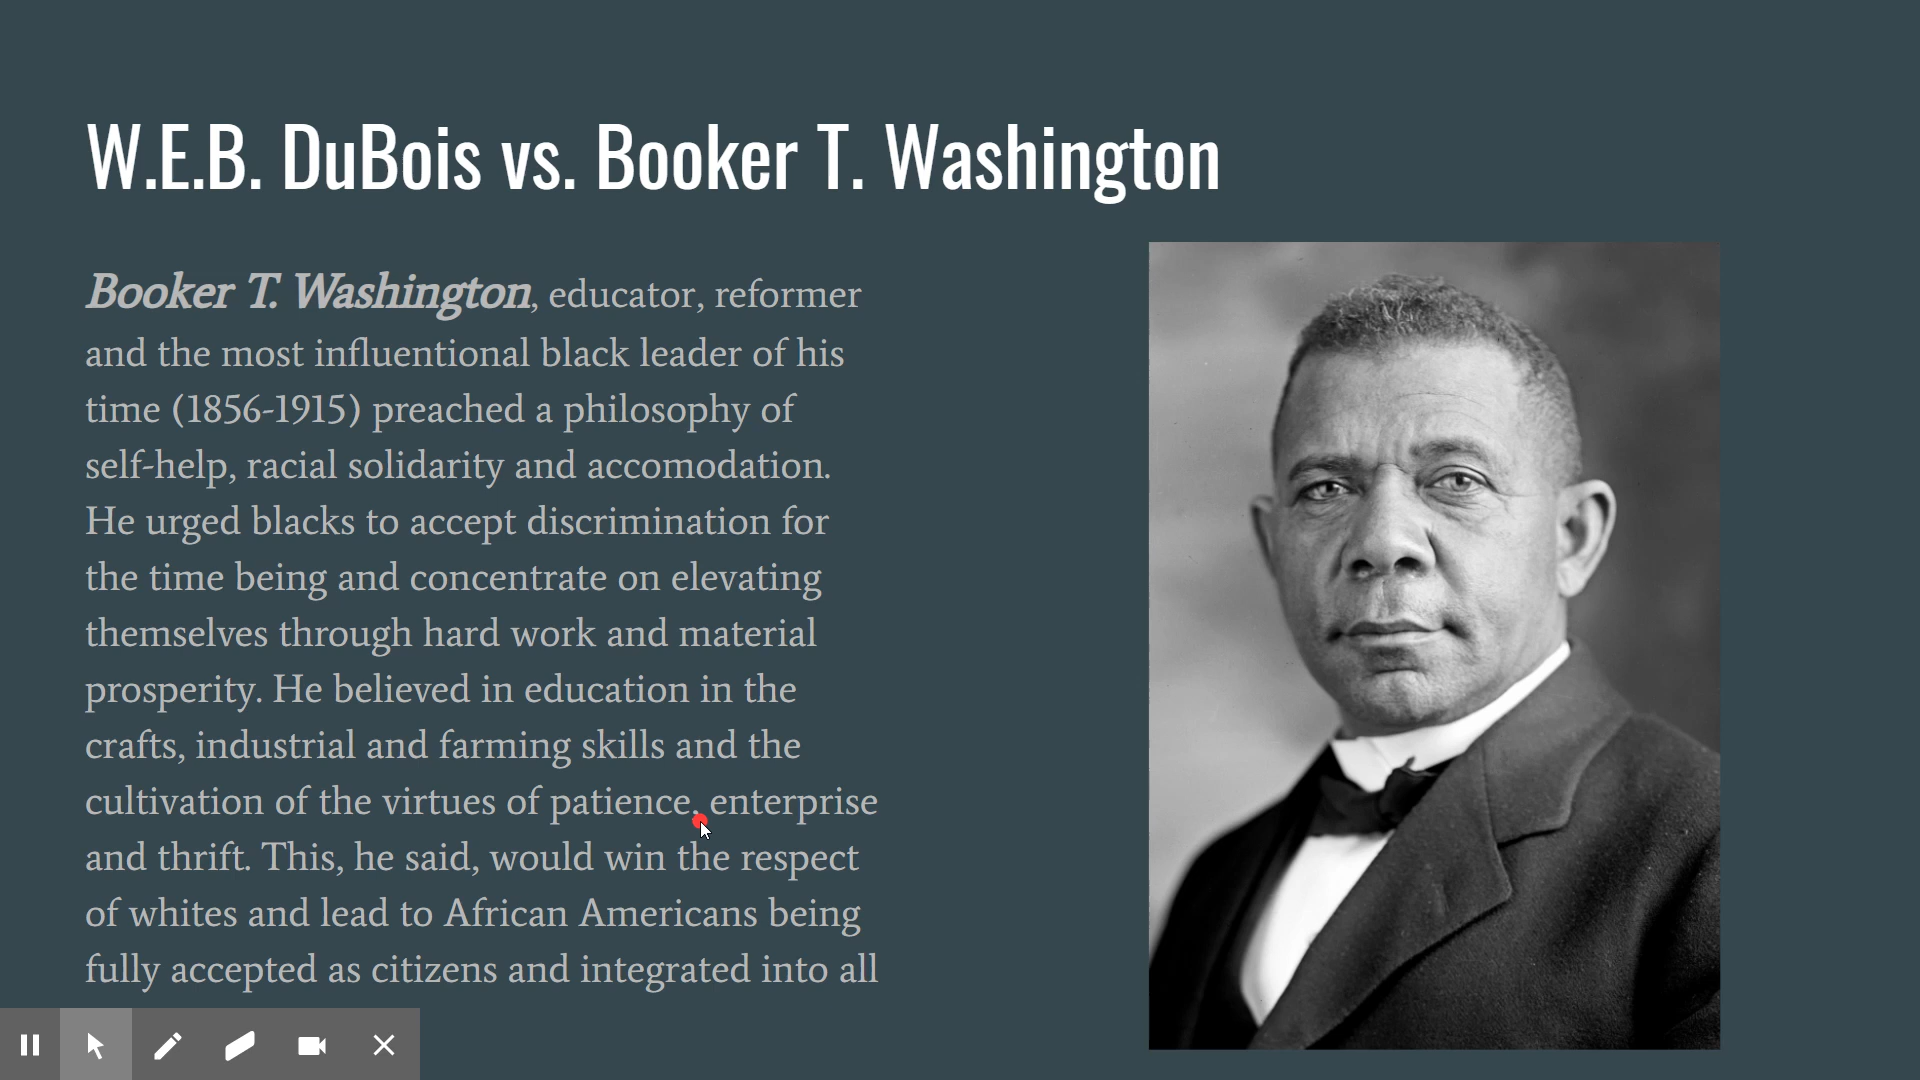 W.E.B. DuBois vs. Booker T. Washington
Booker T. Washington, educator, reformer
and the most influentional black leader of his
time (1856-1915) preached a philosophy of
self-help, racial solidarity and accomodation.
He urged blacks to accept discrimination for
the time being and concentrate on elevating
themselves through hard work and material
prosperity. He believed in education in the
crafts, industrial and farming skills and the
cultivation of the virtues of patience, enterprise
and thrift. This, he said, would win the respect
of whites and lead to African Americans being
fully accepted as citizens and integrated into all